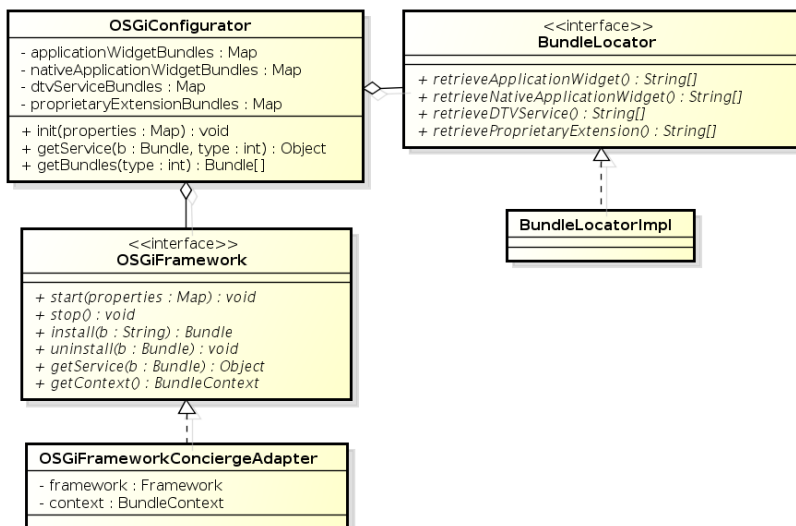 OSGiConfigurator
- applicationWidgetBundles : Map
- nativeApplicationWidgetBundles : Map
- dtvServiceBundles : Map
- proprietaryExtensionBundles : Map
+ init(properties : Map) : void
+ getService(b : Bundle, type : int) : Object
+ getBundles(type : int) : Bundle[]
<<interface>>
BundleLocator
+ retrieveApplicationWidget() : String[]
+ retrieveNativeApplicationWidget() : String[]
+ retrieveDTVService() : String[]
+ retrieveProprietaryExtension() : String[]
BundleLocatorImpl
<<interface>>
OSGiFramework
+ start(properties : Map) : void
+ stop() : void
+ install(b : String) : Bundle
+ uninstall(b : Bundle) : void
+ getService(b : Bundle) : Object
+ getContext() : BundleContext
OSGiFrameworkConciergeAdapter
- framework : Framework
- context : BundleContext